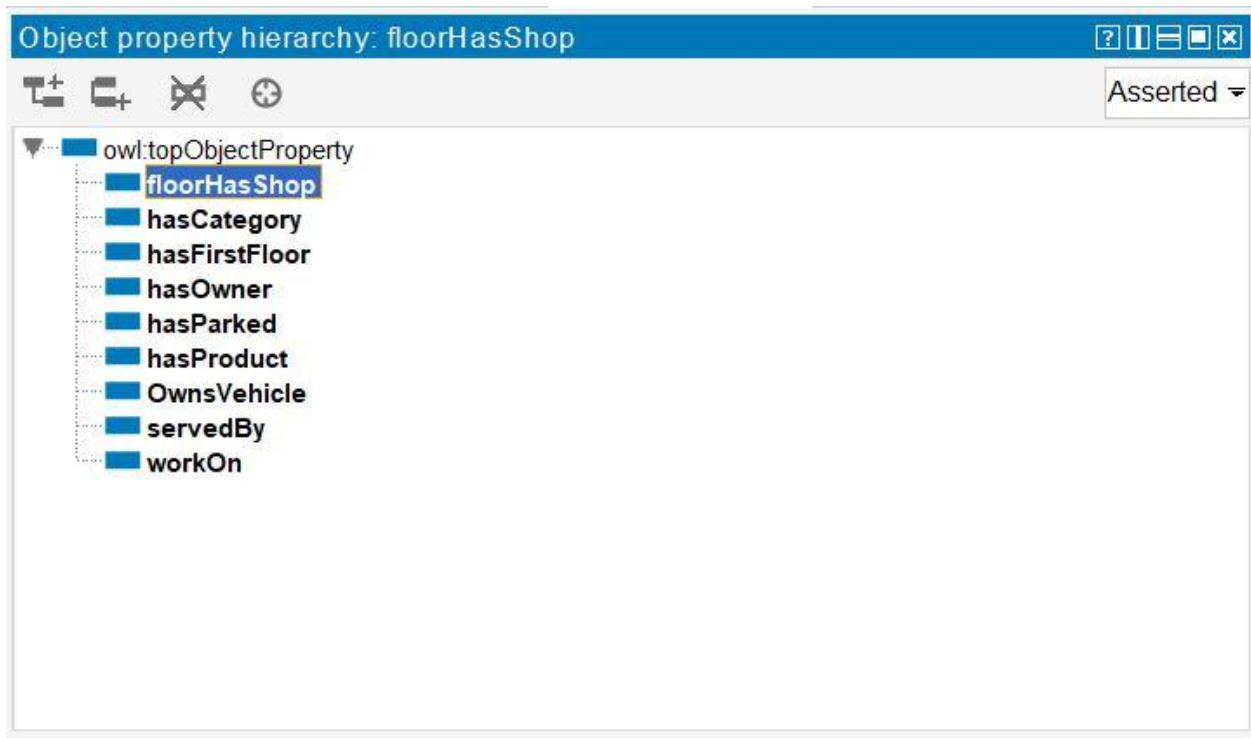 Object property hierarchy: floorHasShop
Asserted
owl:topObjectProperty
floorHasShop
hasCategory
hasFirstFloor
hasOwner
hasParked
hasProduct
OwnsVehicle
servedBy
workOn